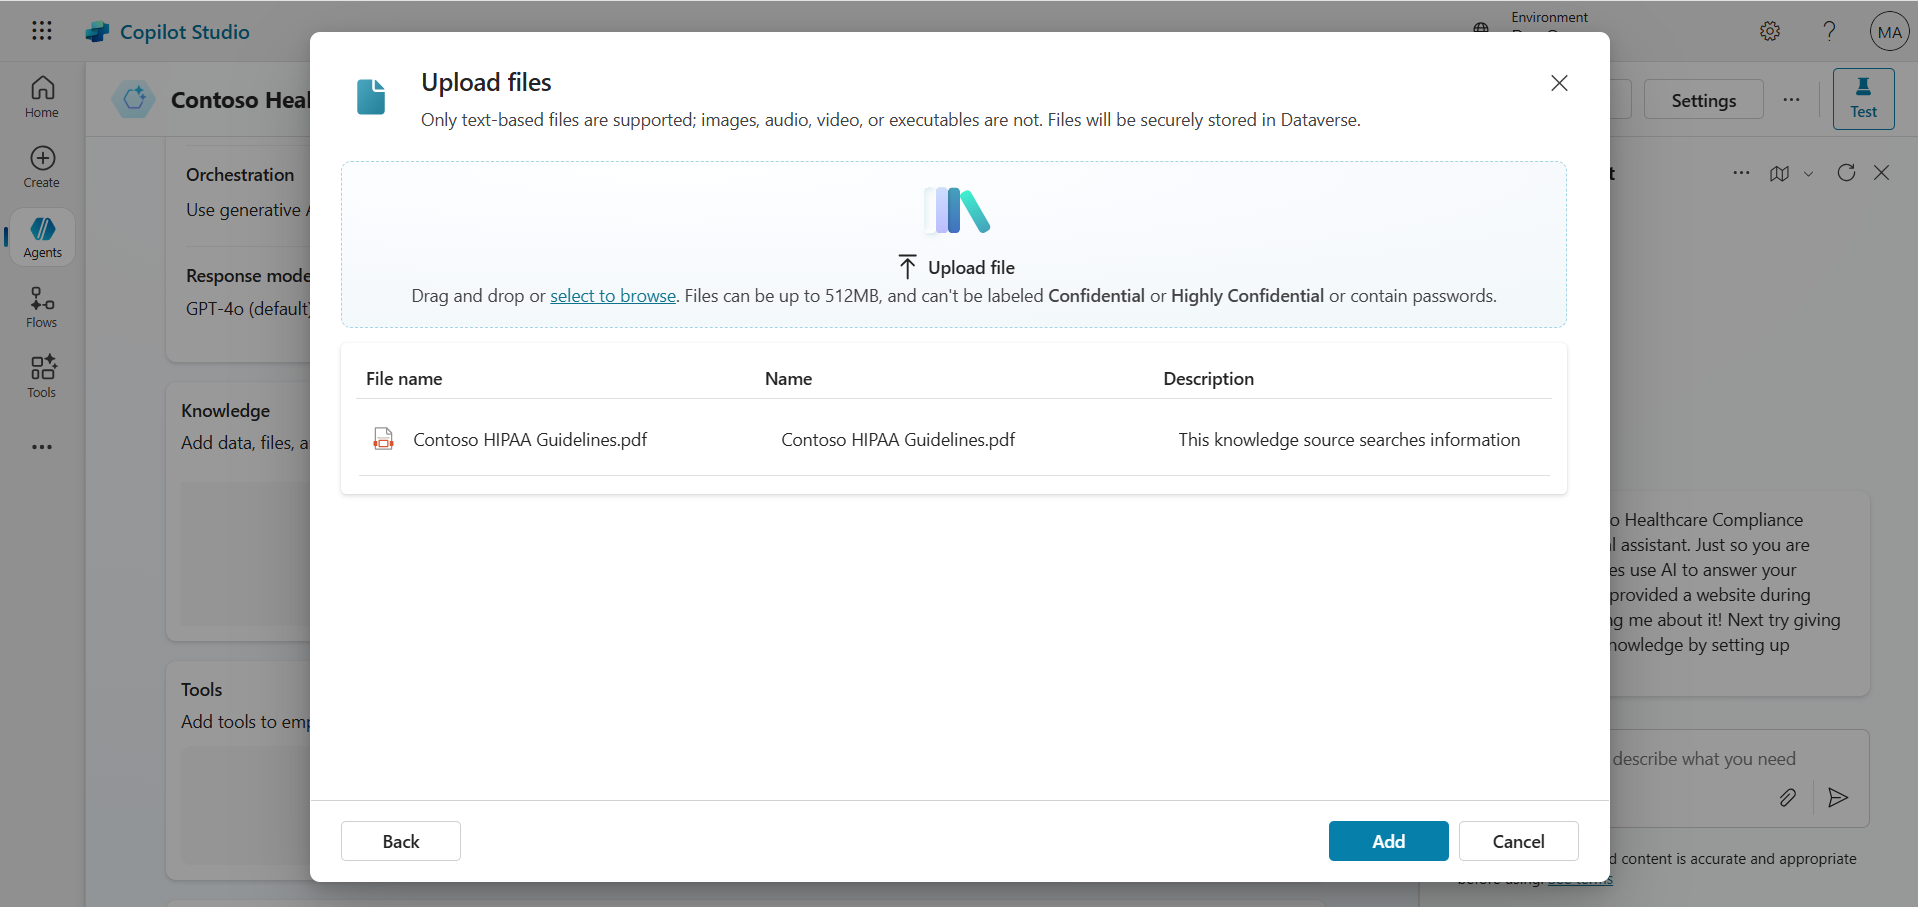 Copilot Studio
Environment
MA
Home
Create
Agents
Flows
Tools
Contoso Heal
Settings
Test
Orchestration
Use generative
Response mode
GPT-4o (default)
Knowledge
Add data, files, a
Tools
Add tools to emp
Upload files
Only text-based files are supported; images, audio, video, or executables are not. Files will be securely stored in Dataverse.
Upload file
Drag and drop or select to browse. Files can be up to 512MB, and can't be labeled Confidential or Highly Confidential or contain passwords.
File name Name Description
Contoso HIPAA Guidelines.pdf Contoso HIPAA Guidelines.pdf This knowledge source searches information
Back
Add
Cancel
t
o Healthcare Compliance
l assistant. Just so you are
es use AI to answer your
provided a website during
ng me about it! Next try giving
nowledge by setting up
describe what you need
d content is accurate and appropriate
before using. See terms